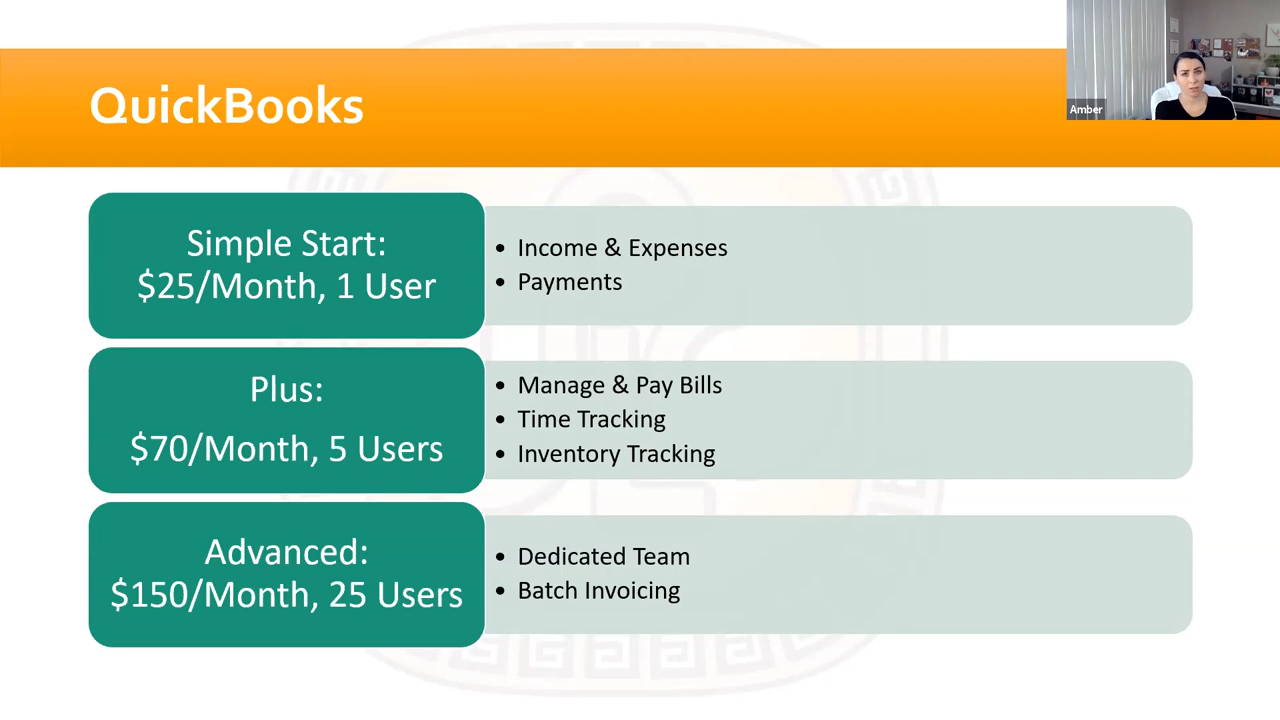 QuickBooks
Amber
Simple Start:
$25/Month, 1 User
• Income & Expenses
• Payments
Plus:
$70/Month, 5 Users
• Manage & Pay Bills
• Time Tracking
• Inventory Tracking
Advanced:
$150/Month, 25 Users
• Dedicated Team
• Batch Invoicing